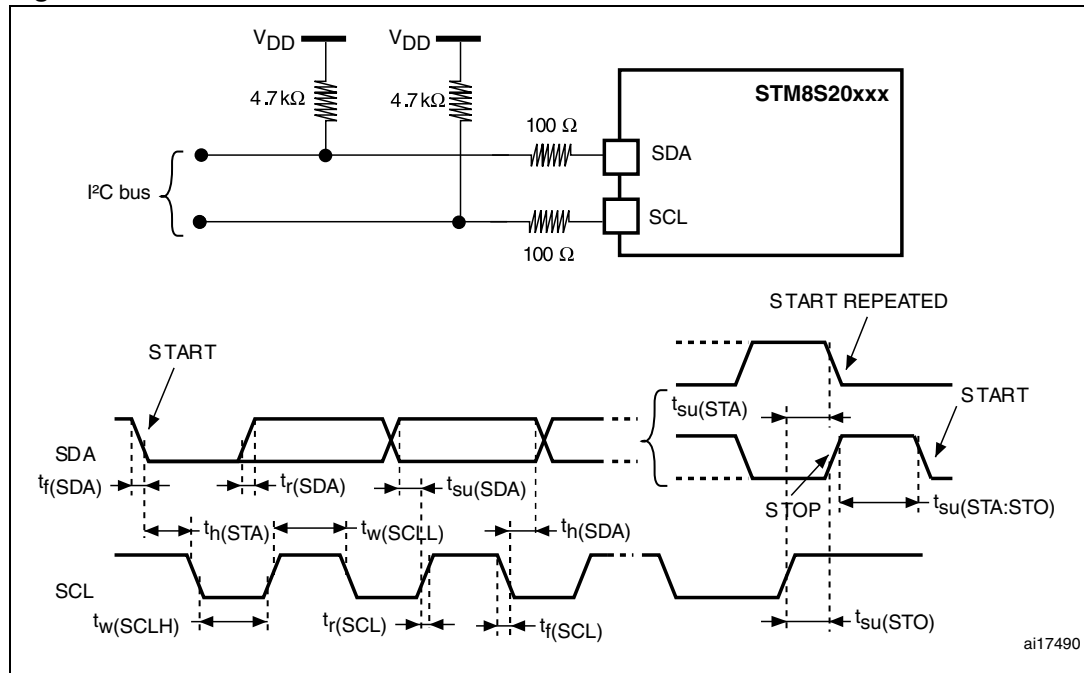 VDD VDD
STM8S20xxx
4.7kΩ 4.7kΩ
100 Ω
SDA
I²C bus
SCL
100 Ω
START REPEATED
START
START
tsu(STA)
SDA
tf(SDA) tr(SDA) tsu(SDA)
STOP
tsu(STA:STO)
th(STA) tw(SCLL) th(SDA)
SCL
tw(SCLH) tr(SCL) tf(SCL) tsu(STO)
ai17490